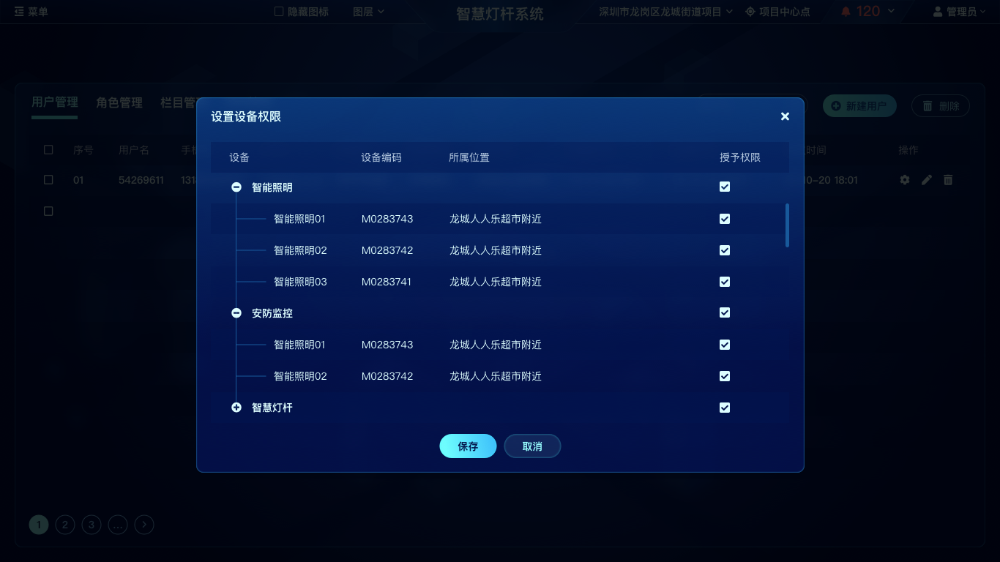 菜单 隐藏图标 图层 智慧灯杆系统 深圳市龙岗区龙城街道项目 项目中心点 120 管理员
用户管理 角色管理 栏目管 新建用户 删除
设置设备权限
序号 用户名 手 时间 操作
设备 设备编码 所属位置 授予权限
01 54269611 131 0-20 18:01
智能照明
智能照明01 M0283743 龙城人人乐超市附近
智能照明02 M0283742 龙城人人乐超市附近
智能照明03 M0283741 龙城人人乐超市附近
安防监控
智能照明01 M0283743 龙城人人乐超市附近
智能照明02 M0283742 龙城人人乐超市附近
智慧灯杆
保存 取消
1 2 3 ...